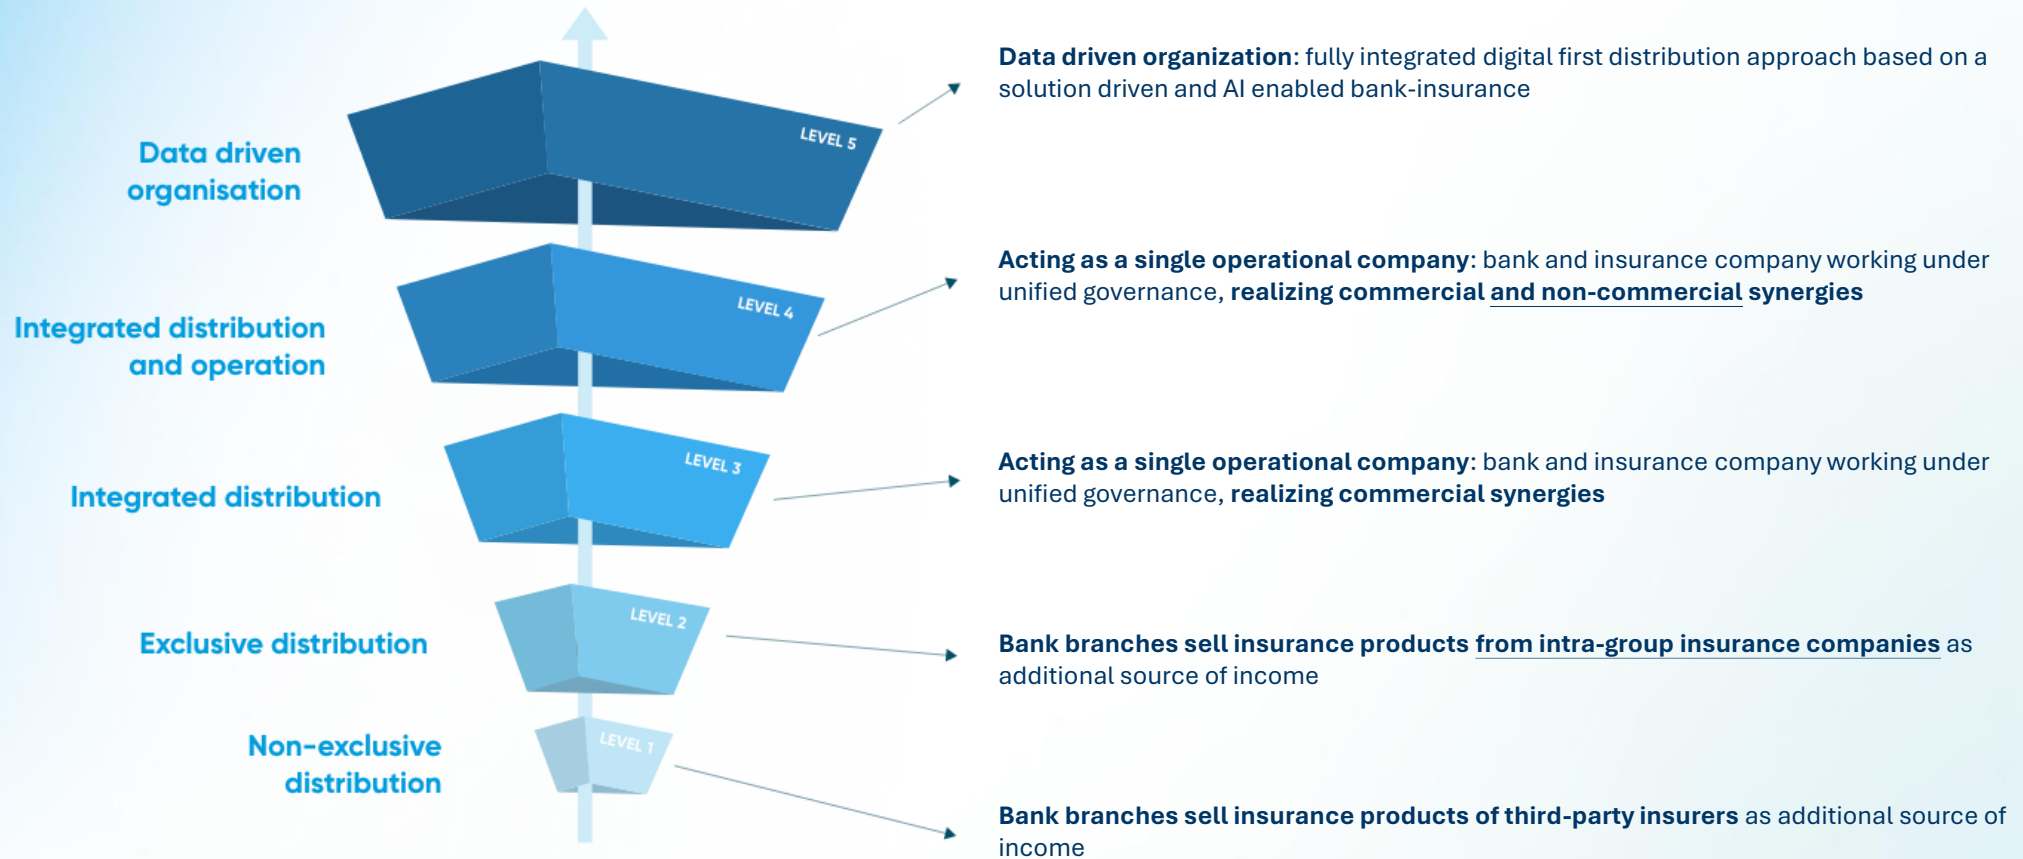 Data driven organization: fully integrated digital first distribution approach based on a
solution driven and AI enabled bank-insurance
LEVEL 5
Data driven
organisation
Acting as a single operational company: bank and insurance company working under
unified governance, realizing commercial and non-commercial synergies
LEVEL 4
Integrated distribution
and operation
Acting as a single operational company: bank and insurance company working under
unified governance, realizing commercial synergies
LEVEL 3
Integrated distribution
LEVEL 2
Exclusive distribution
Bank branches sell insurance products from intra-group insurance companies as
additional source of income
LEVEL 1
Non-exclusive
distribution
Bank branches sell insurance products of third-party insurers as additional source of
income